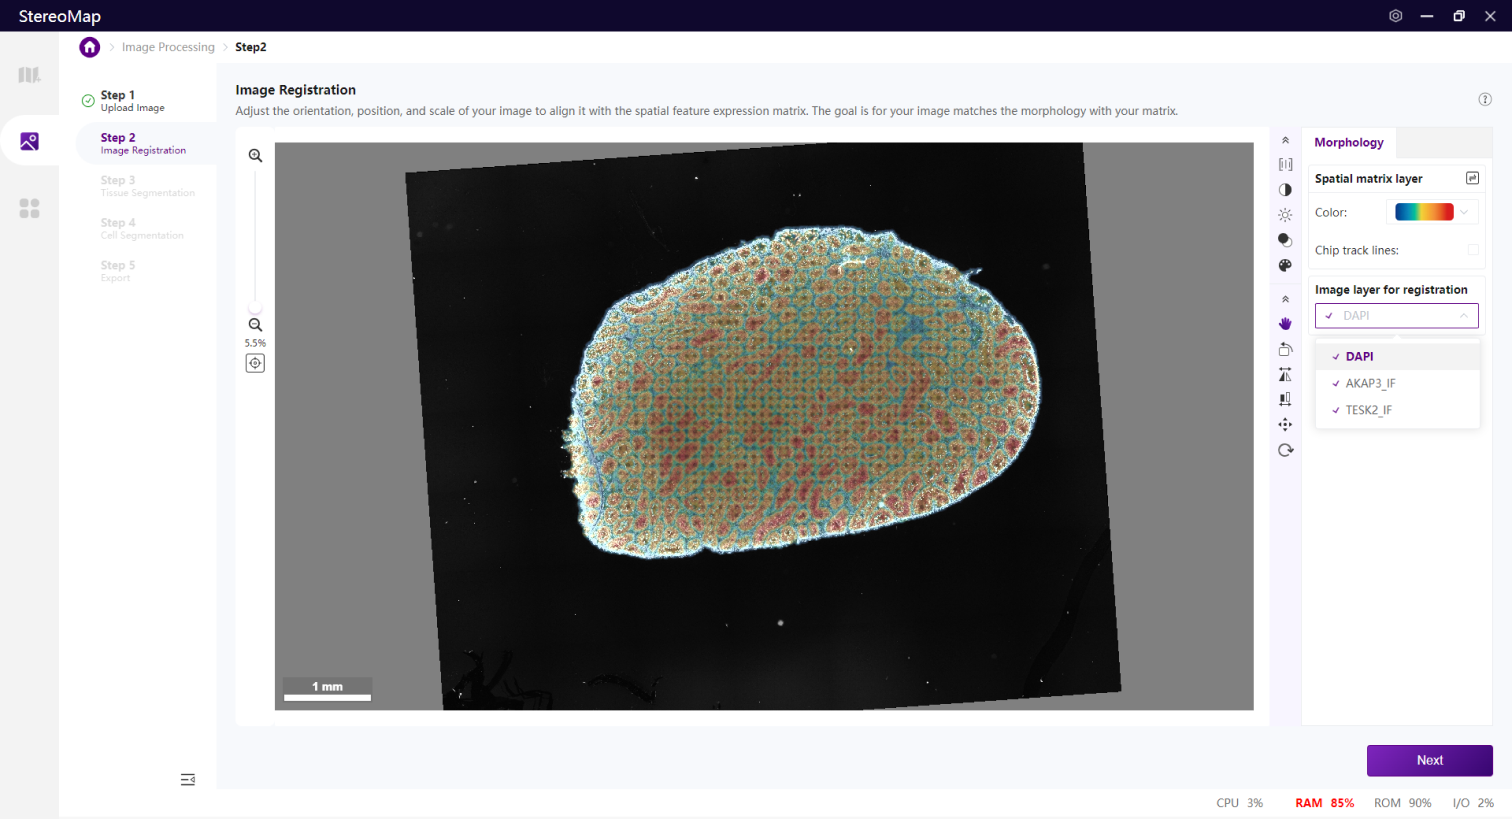 StereoMap
Image Processing
Step2
Step 1
Upload Image
Step 2
Image Registration
Step 3
Tissue Segmentation
Step 4
Cell Segmentation
Step 5
Export
Image Registration
Adjust the orientation, position, and scale of your image to align it with the spatial feature expression matrix. The goal is for your image matches the morphology with your matrix.
5.5%
1 mm
Morphology
Spatial matrix layer
Color:
Chip track lines:
Image layer for registration
DAPI
DAPI
AKAP3_IF
TESK2_IF
Next
CPU 3% RAM 85% ROM 90% I/O 2%